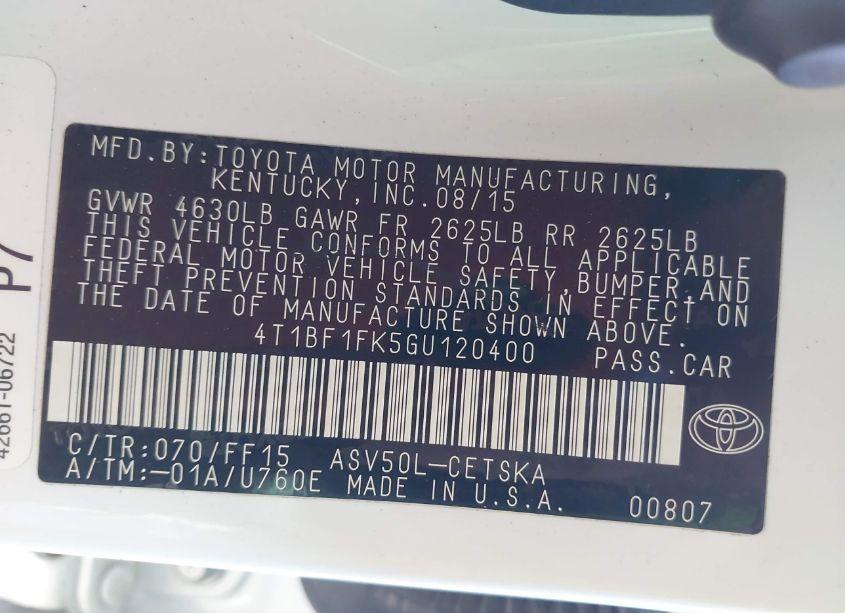 MFD.BY:TOYOTA MOTOR MANUFACTURING,
KENTUCKY,INC.08/15
GVWR 4630LB GAWR FR 2625LB RR 2625LB
THIS VEHICLE CONFORMS TO ALL APPLICABLE
FEDERAL MOTOR VEHICLE SAFETY,BUMPER,AND
THEFT PREVENTION STANDARDS IN EFFECT ON
THE DATE OF MANUFACTURE SHOWN ABOVE.
4T1BF1FK5GU120400 PASS.CAR
C/TR:070/FF15 ASV50L-CETSKA
A/TM:-01A/U760E MADE IN U.S.A. 00807
P7
42661-06722